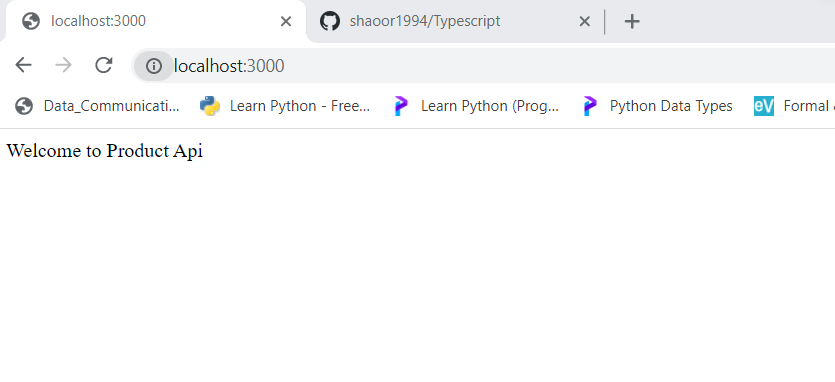 localhost:3000
shaoor1994/Typescript
localhost:3000
Data_Communicati...
Learn Python - Free...
Learn Python (Prog...
Python Data Types
eV
Formal
Welcome to Product Api